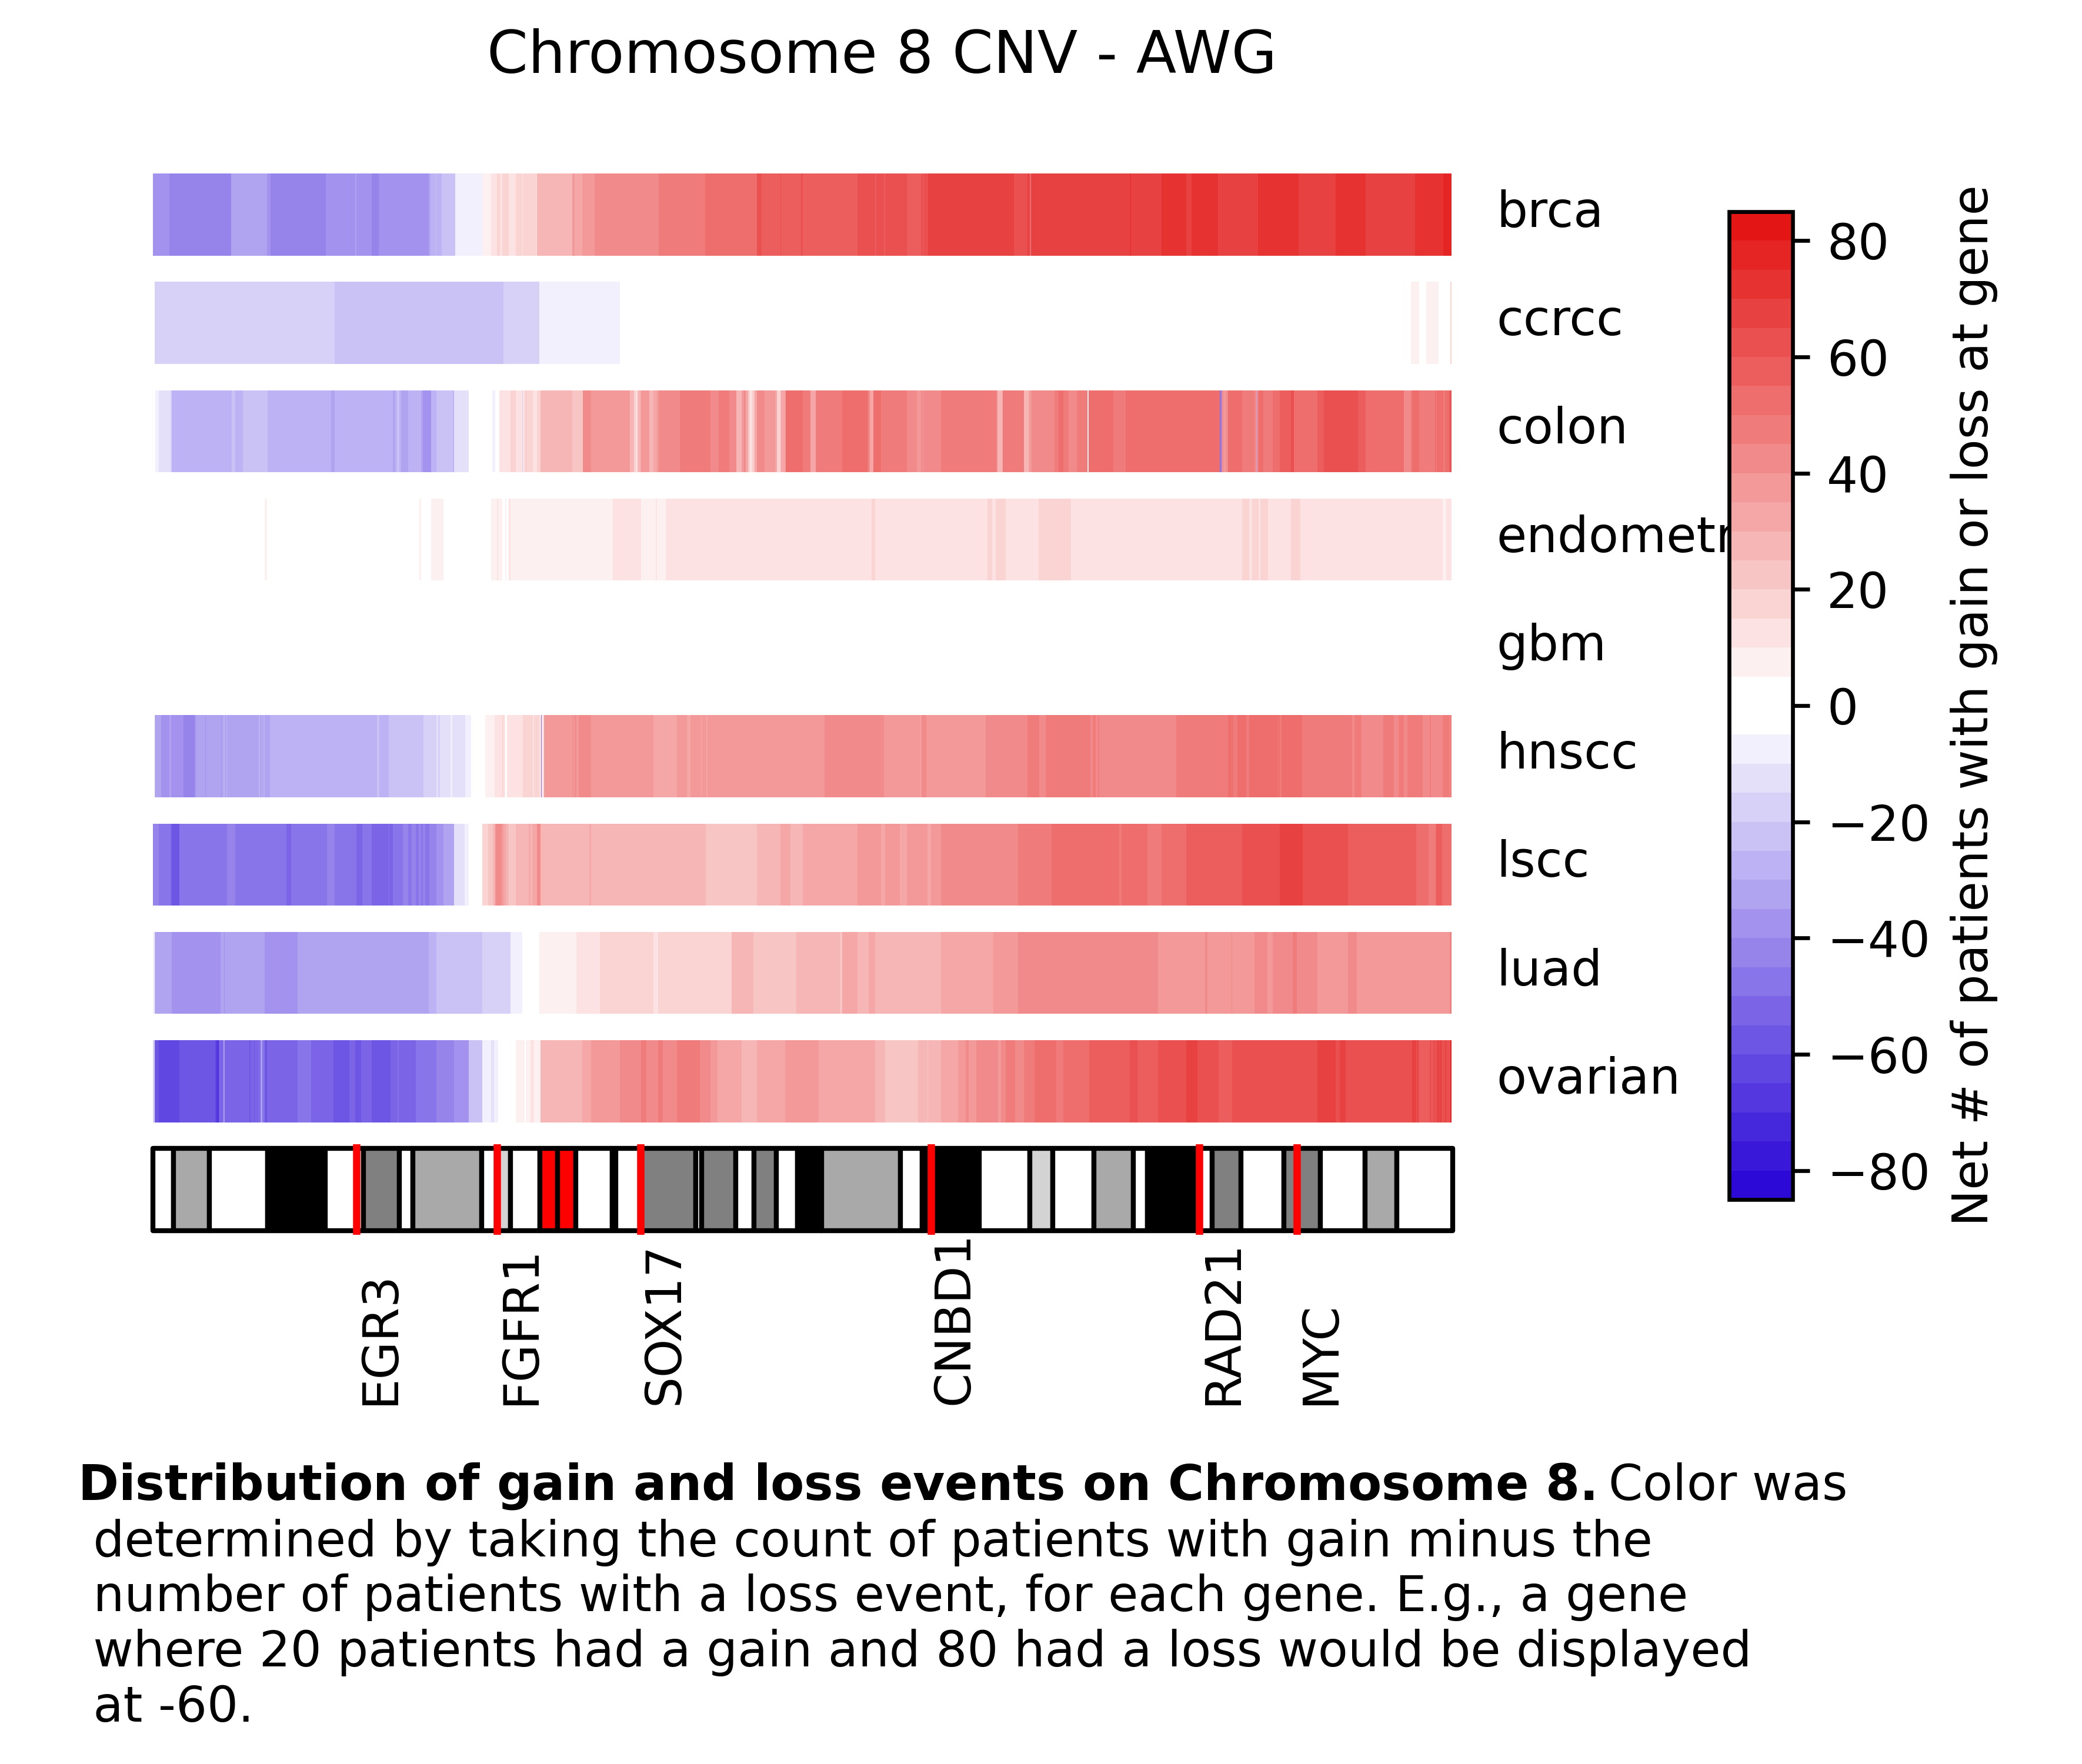 Chromosome 8 CNV - AWG
brca
ccrcc
colon
endometr
gbm
hnscc
lscc
luad
ovarian
80
60
40
20
0
−20
−40
−60
−80
Net # of patients with gain or loss at gene
EGR3
FGFR1
SOX17
CNBD1
RAD21
MYC
Distribution of gain and loss events on Chromosome 8. Color was
determined by taking the count of patients with gain minus the
number of patients with a loss event, for each gene. E.g., a gene
where 20 patients had a gain and 80 had a loss would be displayed
at -60.